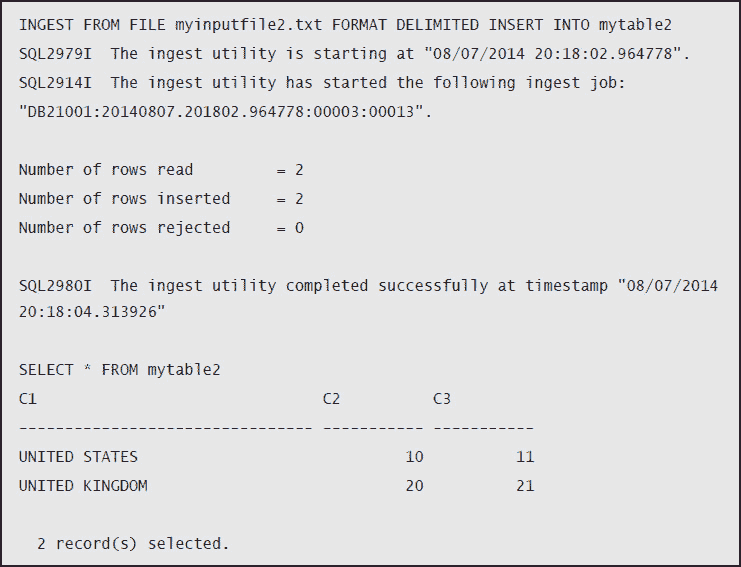 INGEST FROM FILE myinputfile2.txt FORMAT DELIMITED INSERT INTO mytable2
SQL2979I  The ingest utility is starting at "08/07/2014 20:18:02.964778".
SQL2914I  The ingest utility has started the following ingest job:
"DB21001:20140807.201802.964778:00003:00013".
Number of rows read         = 2
Number of rows inserted     = 2
Number of rows rejected     = 0
SQL2980I  The ingest utility completed successfully at timestamp "08/07/2014
20:18:04.313926"
SELECT * FROM mytable2
C1                               C2          C3
-------------------------------- ----------- -----------
UNITED STATES                             10          11
UNITED KINGDOM                            20          21
  2 record(s) selected.